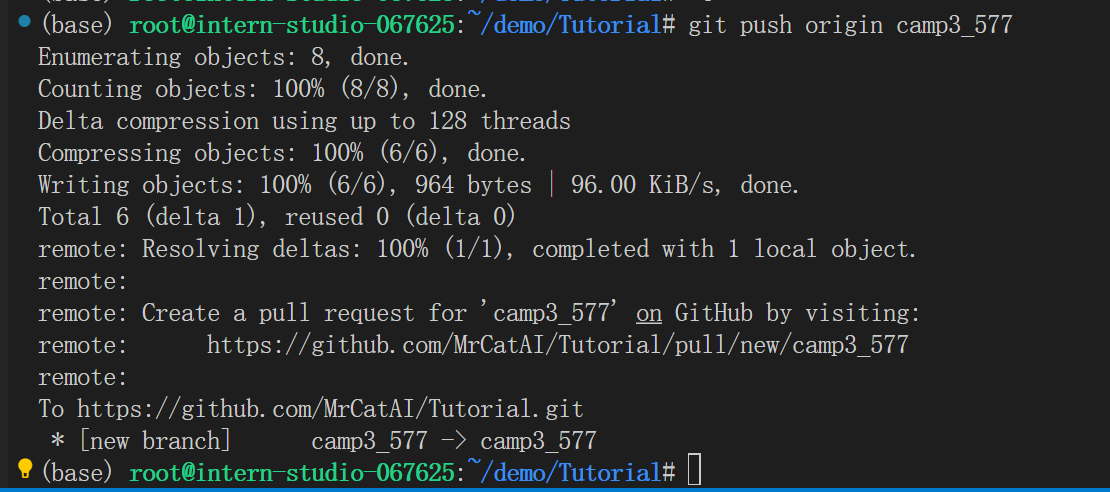 (base) root@intern-studio-067625:~/demo/Tutorial# git push origin camp3_577
Enumerating objects: 8, done.
Counting objects: 100% (8/8), done.
Delta compression using up to 128 threads
Compressing objects: 100% (6/6), done.
Writing objects: 100% (6/6), 964 bytes | 96.00 KiB/s, done.
Total 6 (delta 1), reused 0 (delta 0)
remote: Resolving deltas: 100% (1/1), completed with 1 local object.
remote:
remote: Create a pull request for 'camp3_577' on GitHub by visiting:
remote:      https://github.com/MrCatAI/Tutorial/pull/new/camp3_577
remote:
To https://github.com/MrCatAI/Tutorial.git
 * [new branch]      camp3_577 -> camp3_577
(base) root@intern-studio-067625:~/demo/Tutorial#